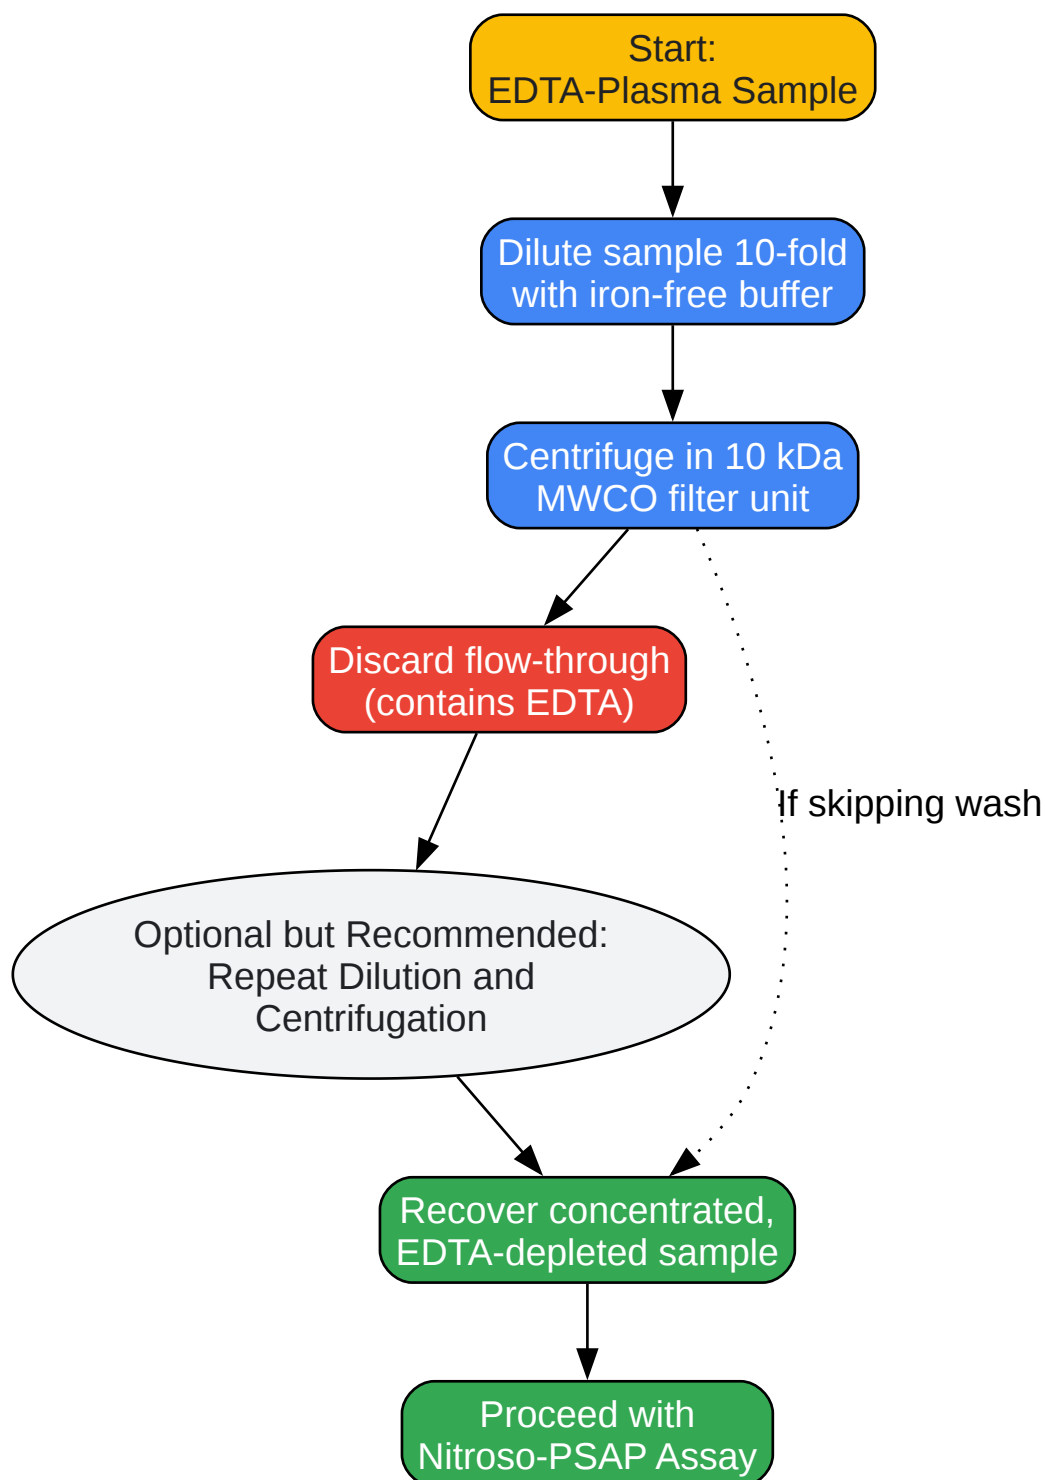 Start:
EDTA-Plasma Sample
Dilute sample 10-fold
with iron-free buffer
Centrifuge in 10 kDa
MWCO filter unit
Discard flow-through
(contains EDTA)
If skipping wash
Optional but Recommended:
Repeat Dilution and
Centrifugation
Recover concentrated,
EDTA-depleted sample
Proceed with
Nitroso-PSAP Assay